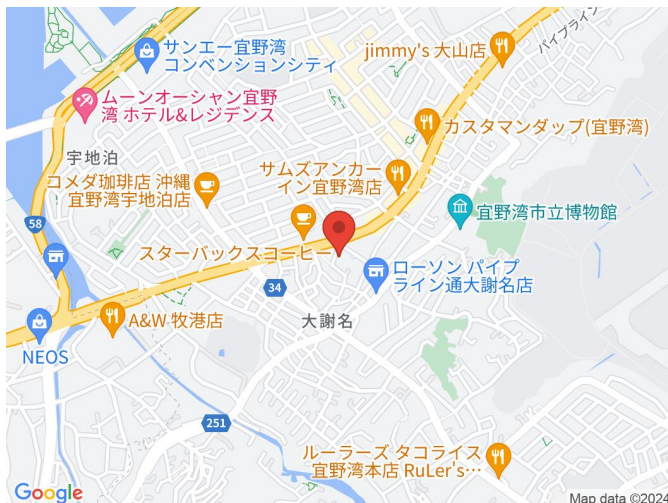 jimmy's 大山店
パイプライン
サンエー宜野湾
コンベンションシティ
ムーンオーシャン宜野
湾 ホテル&レジデンス
カスタマンダップ(宜野湾)
宇地泊
コメダ珈琲店 沖縄
宜野湾宇地泊店
サムズアンカー
イン宜野湾店
宜野湾市立博物館
58
スターバックスコーヒー
ローソン パイプ
ライン通大謝名店
34
A&W 牧港店
大謝名
NEOS
251
ルーラーズ タコライス
宜野湾本店 RuLer's…
Google
Map data ©2024